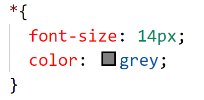 *{
font-size: 14px;
color: grey;
}